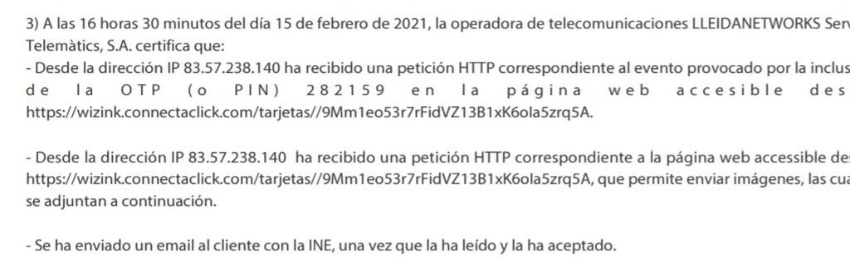 3) A las 16 horas 30 minutos del día 15 de febrero de 2021, la operadora de telecomunicaciones LLEIDANETWORKS
Telemàtics, S.A. certifica que:
- Desde la dirección IP 83.57.238.140 ha recibido una petición HTTP correspondiente al evento provocado por la
de la OTP (o PIN) 282159 en la página web accesible
https://wizink.connectaclick.com/tarjetas//9Mm1eo53r7rFidVZ13B1xK6ola5zrq5A.
- Desde la dirección IP 83.57.238.140 ha recibido una petición HTTP correspondiente a la página web accessible
https://wizink.connectaclick.com/tarjetas//9Mm1eo53r7rFidVZ13B1xK6ola5zrq5A, que permite enviar imágenes, las
se adjuntan a continuación.
- Se ha enviado un email al cliente con la INE, una vez que la ha leído y la ha aceptado.